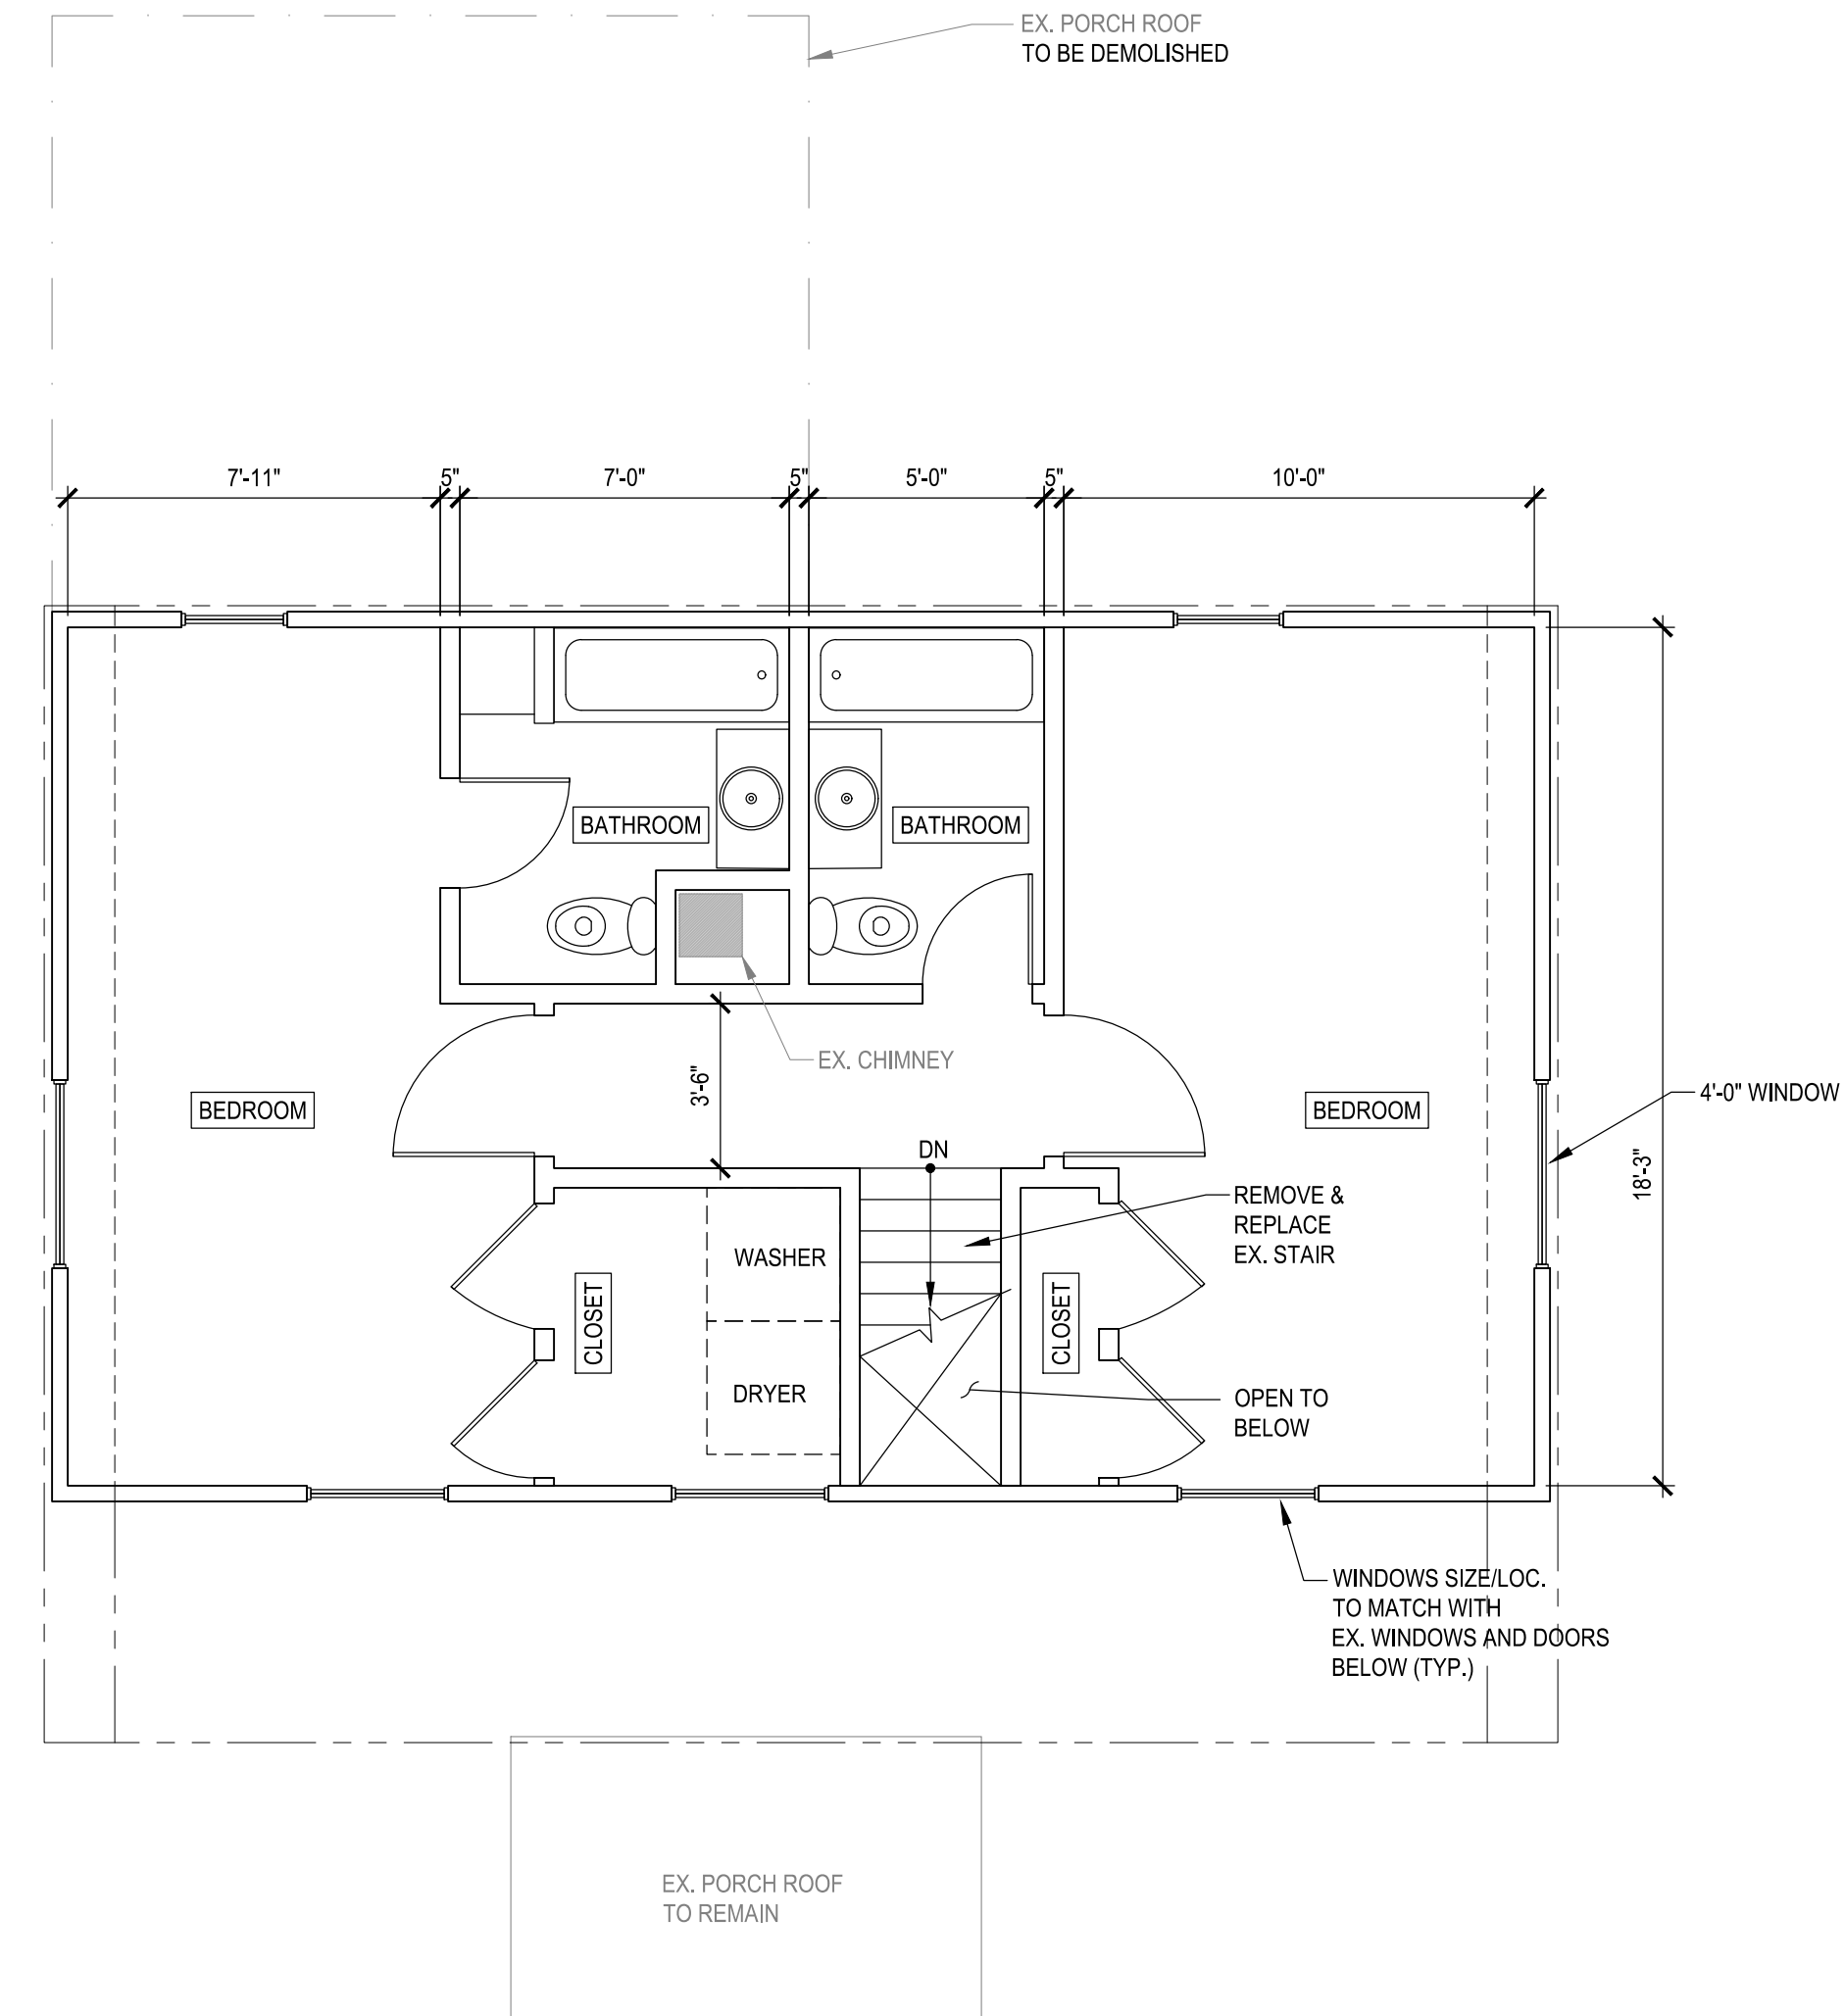 EX. PORCH ROOF
TO BE DEMOLISHED
7'-11" 5" 7'-0" 5" 5'-0" 5" 10'-0"
BATHROOM BATHROOM
EX. CHIMNEY
3'-6"
BEDROOM BEDROOM
4'-0" WINDOW
DN
18'-3"
REMOVE &
REPLACE
EX. STAIR
WASHER
CLOSET
CLOSET
DRYER
OPEN TO
BELOW
WINDOWS SIZE/LOC.
TO MATCH WITH
EX. WINDOWS AND DOORS
BELOW (TYP.)
EX. PORCH ROOF
TO REMAIN